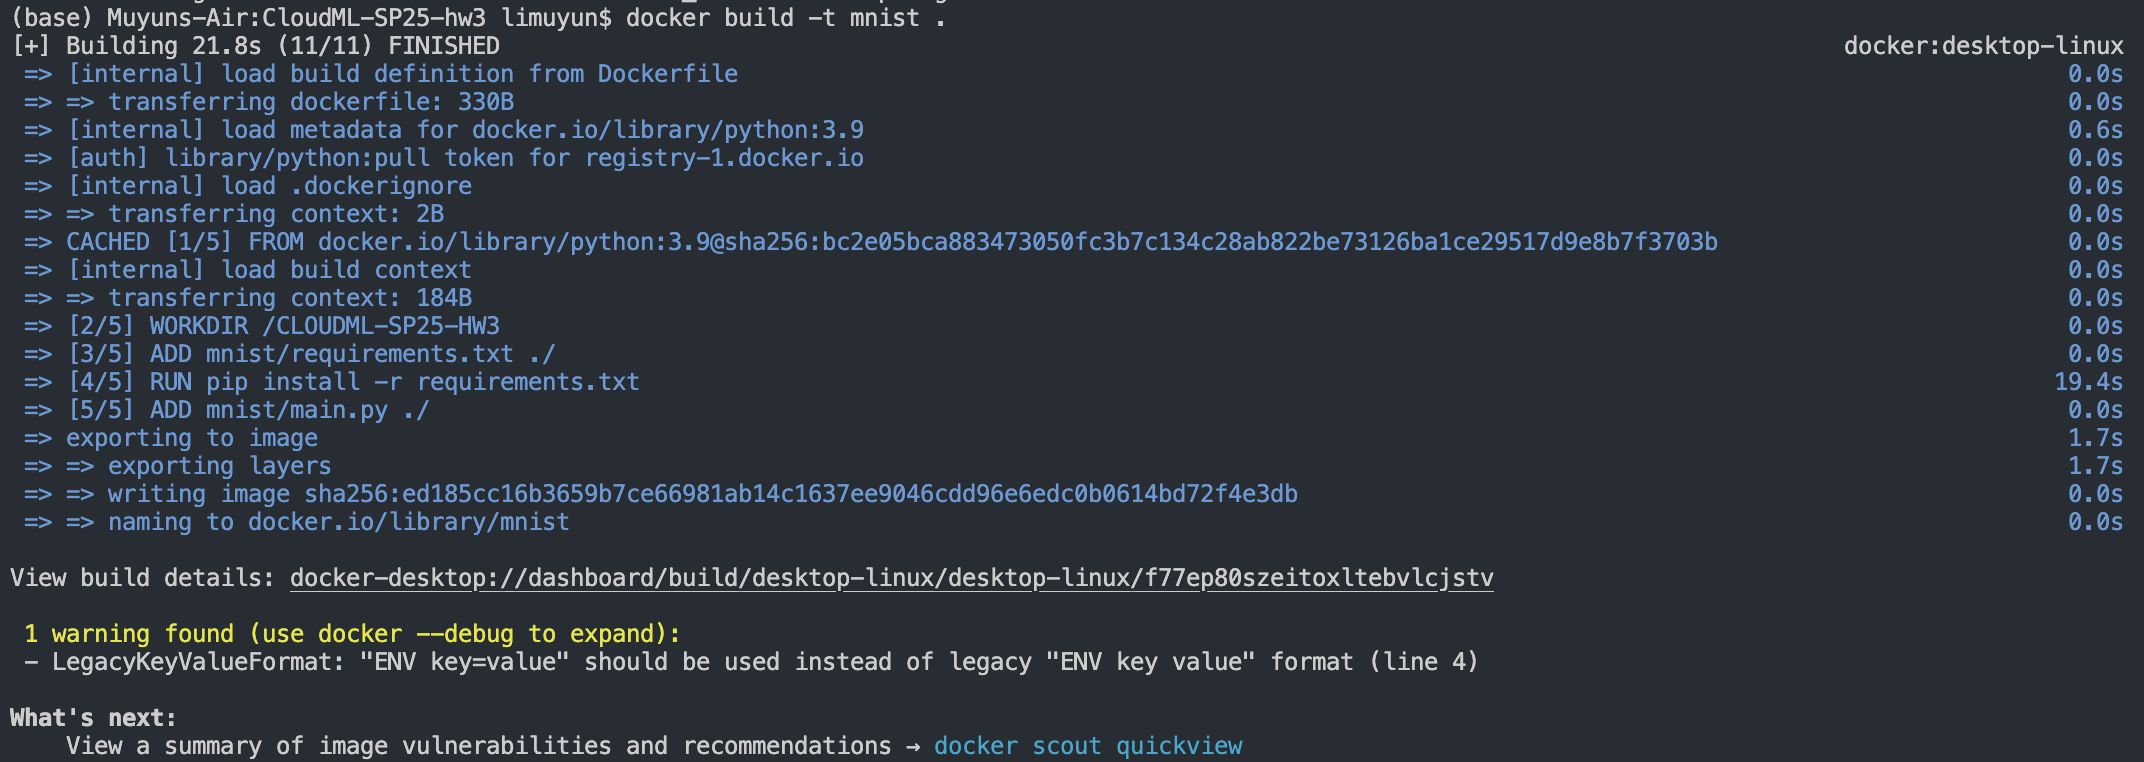 (base) Muyuns-Air:CloudML-SP25-hw3 limuyun$ docker build -t mnist .
[+] Building 21.8s (11/11) FINISHED docker:desktop-linux
=> [internal] load build definition from Dockerfile 0.0s
=> => transferring dockerfile: 330B 0.0s
=> [internal] load metadata for docker.io/library/python:3.9 0.6s
=> [auth] library/python:pull token for registry-1.docker.io 0.0s
=> [internal] load .dockerignore 0.0s
=> => transferring context: 2B 0.0s
=> CACHED [1/5] FROM docker.io/library/python:3.9@sha256:bc2e05bca883473050fc3b7c134c28ab822be73126ba1ce29517d9e8b7f3703b 0.0s
=> [internal] load build context 0.0s
=> => transferring context: 184B 0.0s
=> [2/5] WORKDIR /CLOUDML-SP25-HW3 0.0s
=> [3/5] ADD mnist/requirements.txt ./ 0.0s
=> [4/5] RUN pip install -r requirements.txt 19.4s
=> [5/5] ADD mnist/main.py ./ 0.0s
=> exporting to image 1.7s
=> => exporting layers 1.7s
=> => writing image sha256:ed185cc16b3659b7ce66981ab14c1637ee9046cdd96e6edc0b0614bd72f4e3db 0.0s
=> => naming to docker.io/library/mnist 0.0s
View build details: docker-desktop://dashboard/build/desktop-linux/desktop-linux/f77ep80szeitoxltebvlcjstv
1 warning found (use docker --debug to expand):
- LegacyKeyValueFormat: "ENV key=value" should be used instead of legacy "ENV key value" format (line 4)
What's next:
View a summary of image vulnerabilities and recommendations → docker scout quickview